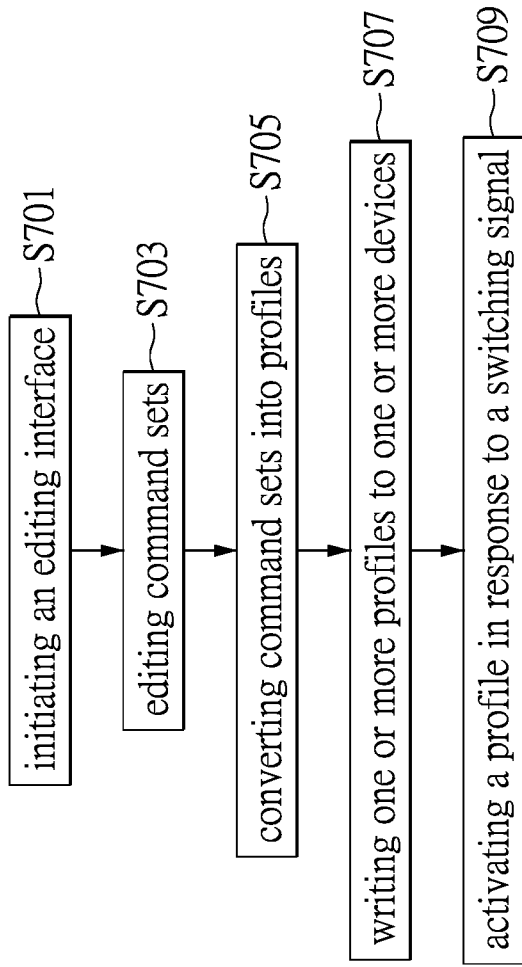 initiating an editing interface
S701
editing command sets
S703
converting command sets into profiles
S705
writing one or more profiles to one or more devices
S707
activating a profile in response to a switching signal
S709